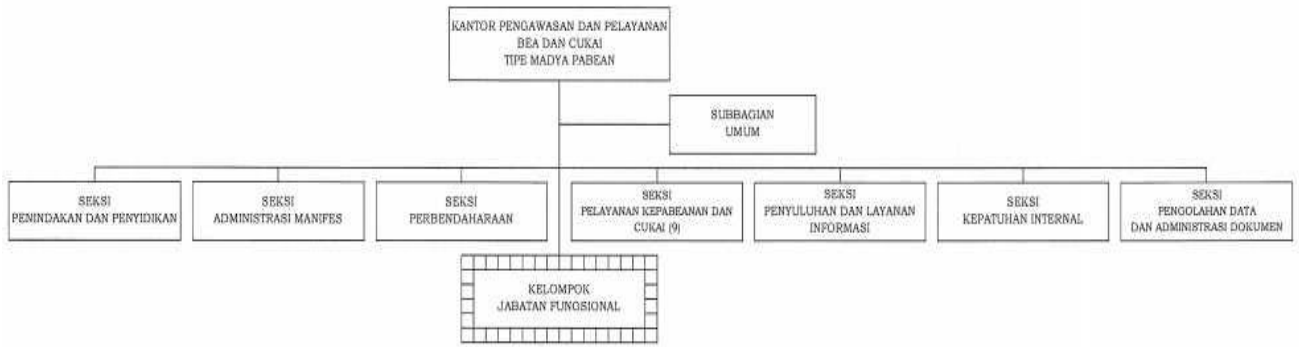 KANTOR PENGAWASAN DAN PELAYANAN
BEA DAN CUKAI
TIPE MADYA PABEAN
SUBBAGIAN
UMUM
SEKSI
PENINDAKAN DAN PENYIDIKAN
SEKSI
ADMINISTRASI MANIFES
SEKSI
PERBENDAHARAAN
SEKSI
PELAYANAN KEPABEANAN DAN
CUKAI (9)
SEKSI
PENYULUHAN DAN LAYANAN
INFORMASI
SEKSI
KEPATUHAN INTERNAL
SEKSI
PENGOLAHAN DATA
DAN ADMINISTRASI DOKUMEN
KELOMPOK
JABATAN FUNGSIONAL